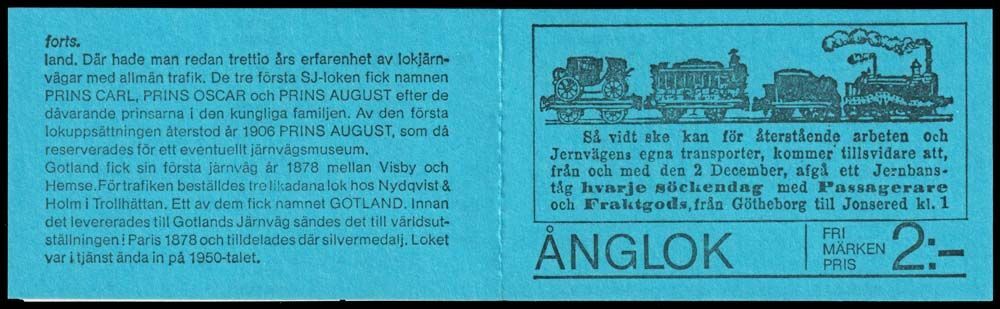 forts.
land. Där hade man redan trettio års erfarenhet av lokjärn-
vägar med allmän trafik. De tre första SJ-loken fick namnen
PRINS CARL, PRINS OSCAR och PRINS AUGUST efter de
dåvarande prinsarna i den kungliga familjen. Av den första
lokuppsättningen återstod år 1906 PRINS AUGUST, som då
reserverades för ett eventuellt järnvägsmuseum.
Gotland fick sin första järnväg år 1878 mellan Visby och
Hemse. För trafiken beställdes tre likadana lok hos Nydqvist &
Holm i Trollhättan. Ett av dem fick namnet GOTLAND. Innan
det levererades till Gotlands Järnväg sändes det till världsut-
ställningen i Paris 1878 och tilldelades där silvermedalj. Loket
var i tjänst ända in på 1950-talet.
Så vidt ske kan för återstående arbeten och
Jernvägens egna transporter, kommer tillsvidare att,
från och med den 2 December, afgå ett Jernbans-
tåg hvarje söckendag med Passagerare
och Fraktgods, från Götheborg till Jonsered kl. 1
ÅNGLOK
FRI
MÄRKEN
PRIS
2:-